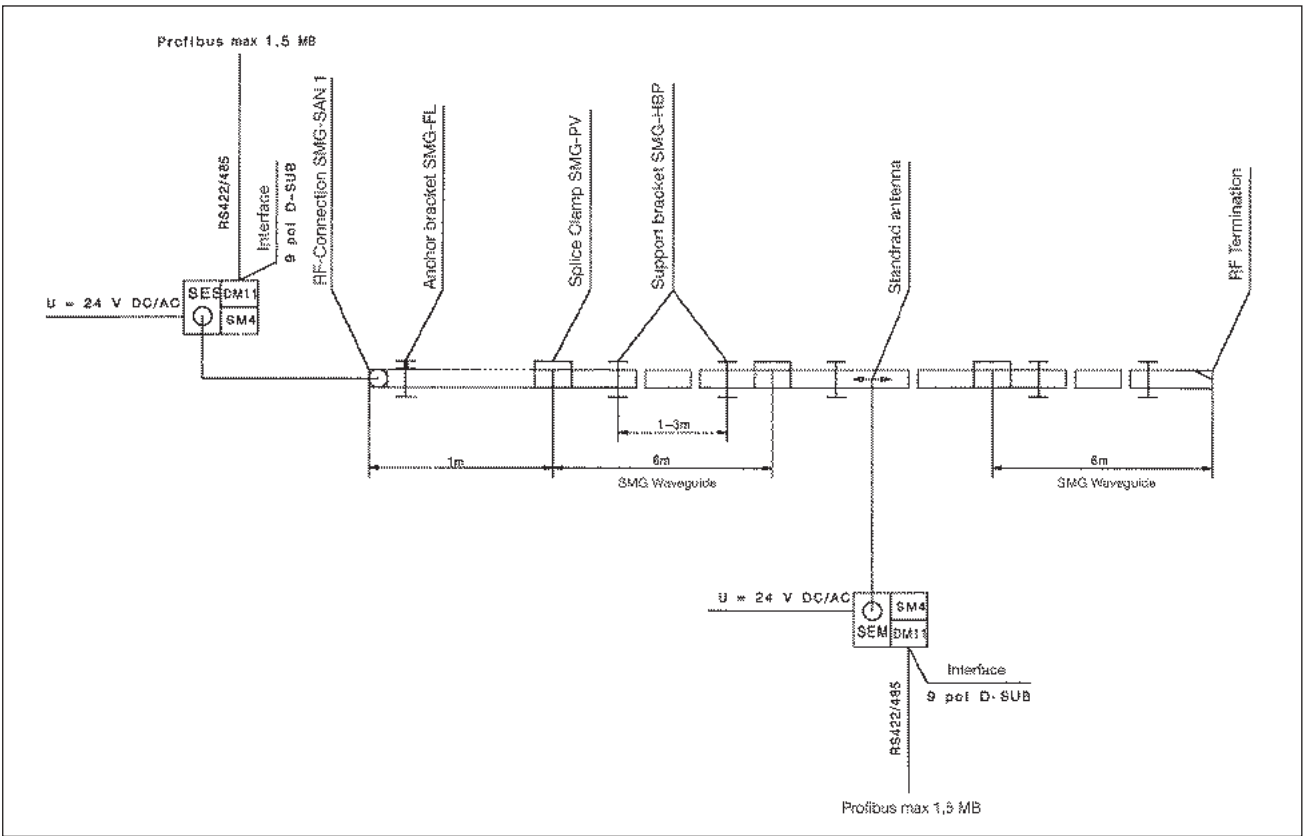 Profibus max 1,5 MB
RS422/485
Interface
9 pol D-SUB
RF-Connection SMG-SAN 1
Anchor bracket SMG-FL
Splice Clamp SMG-PV
Support bracket SMG-HBP
Standrad antenna
RF Termination
U = 24 V DC/AC
SES
DM11
SM4
1-3m
1m
6m
SMG Waveguide
6m
SMG Waveguide
U = 24 V DC/AC
SM4
SEM
DM11
Interface
9 pol D-SUB
RS422/485
Profibus max 1,5 MB